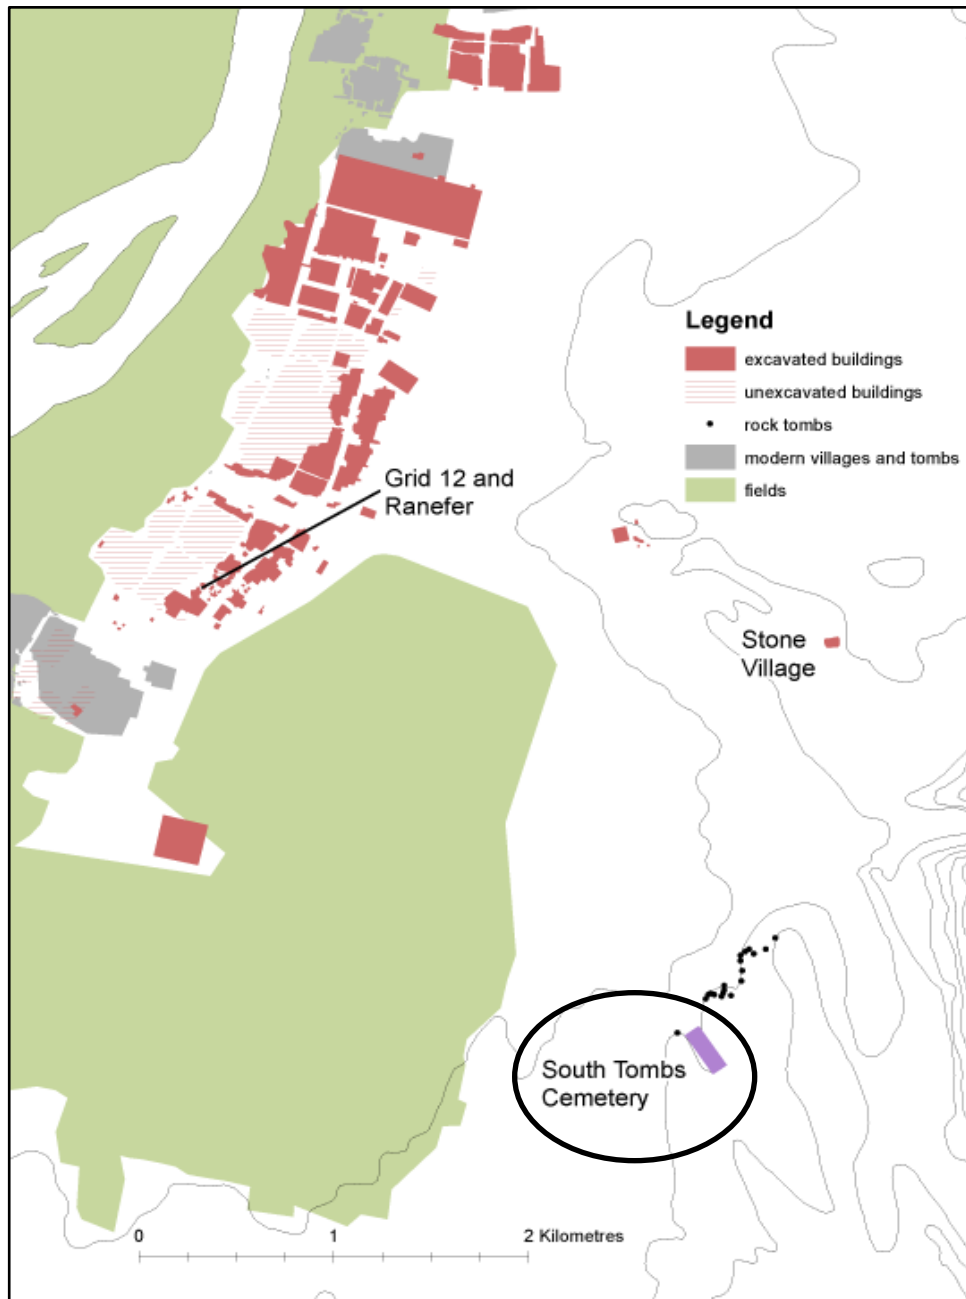 Legend
excavated buildings
unexcavated buildings
rock tombs
modern villages and tombs
fields
Grid 12 and
Ranefer
Stone
Village
South Tombs
Cemetery
0
1
2 Kilometres